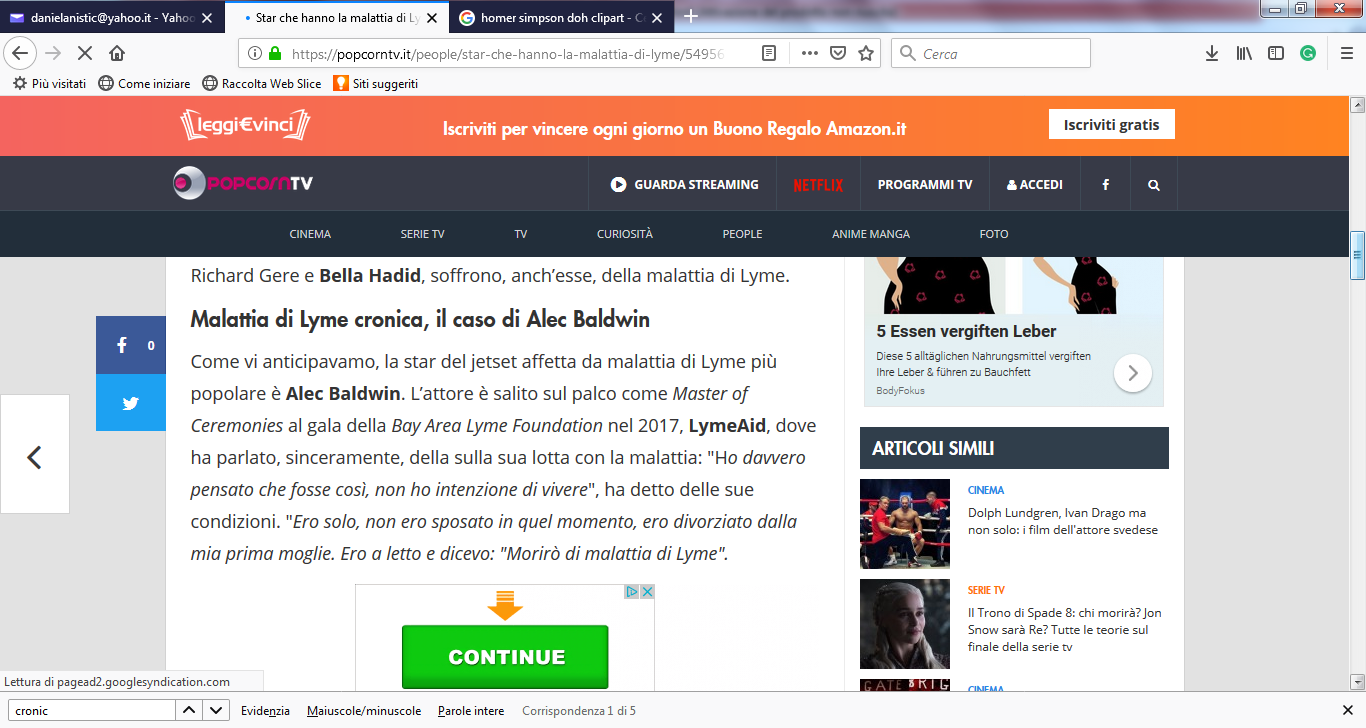 danielanistic@yahoo.it - Yahoo
Star che hanno la malattia di Ly
homer simpson doh clipart - Ce
https://popcorntv.it/people/star-che-hanno-la-malattia-di-lyme/54956
Cerca
Più visitati
Come iniziare
Raccolta Web Slice
Siti suggeriti
leggi€vinci
Iscriviti per vincere ogni giorno un Buono Regalo Amazon.it
Iscriviti gratis
POPCORNTV
GUARDA STREAMING
NETFLIX
PROGRAMMI TV
ACCEDI
CINEMA
SERIE TV
TV
CURIOSITÀ
PEOPLE
ANIME MANGA
FOTO
Richard Gere e Bella Hadid, soffrono, anch'esse, della malattia di Lyme.
Malattia di Lyme cronica, il caso di Alec Baldwin
0
Come vi anticipavamo, la star del jetset affetta da malattia di Lyme più
popolare è Alec Baldwin. L'attore è salito sul palco come Master of
Ceremonies al gala della Bay Area Lyme Foundation nel 2017, LymeAid, dove
ha parlato, sinceramente, della sulla sua lotta con la malattia: "Ho davvero
pensato che fosse così, non ho intenzione di vivere", ha detto delle sue
condizioni. "Ero solo, non ero sposato in quel momento, ero divorziato dalla
mia prima moglie. Ero a letto e dicevo: "Morirò di malattia di Lyme".
CONTINUE
5 Essen vergiften Leber
Diese 5 alltäglichen Nahrungsmittel vergiften
Ihre Leber & führen zu Bauchfett
BodyFokus
ARTICOLI SIMILI
CINEMA
Dolph Lundgren, Ivan Drago ma
non solo: i film dell'attore svedese
SERIE TV
Il Trono di Spade 8: chi morirà? Jon
Snow sarà Re? Tutte le teorie sul
finale della serie tv
GATE BRIG
CINEMA
Lettura di pagead2.googlesyndication.com
cronic
Evidenzia
Maiuscole/minuscole
Parole intere
Corrispondenza 1 di 5